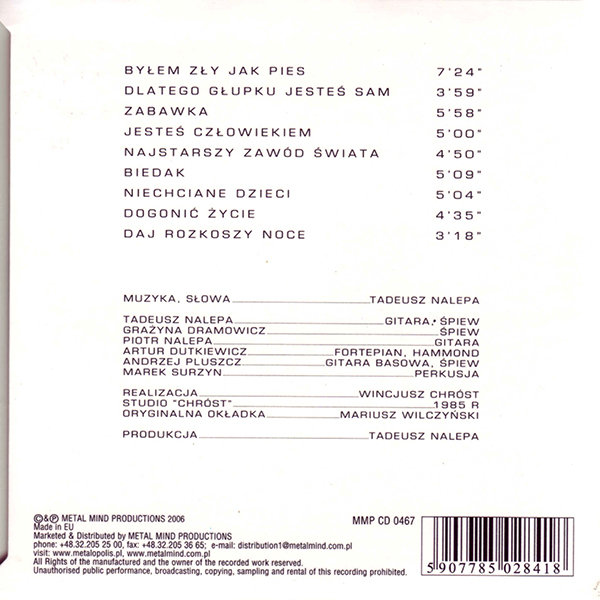 BYŁEM ZŁY JAK PIES 7'24"
DLATEGO GŁUPKU JESTEŚ SAM 3'59"
ZABAWKA 5'58"
JESTEŚ CZŁOWIEKIEM 5'00"
NAJSTARSZY ZAWÓD ŚWIATA 4'50"
BIEDAK 5'09"
NIECHCIANE DZIECI 5'04"
DOGONIĆ ŻYCIE 4'35"
DAJ ROZKOSZY NOCE 3'18"
MUZYKA, SŁOWA TADEUSZ NALEPA
TADEUSZ NALEPA GITARA, ŚPIEW
GRAŻYNA DRAMOWICZ ŚPIEW
PIOTR NALEPA GITARA
ARTUR DUTKIEWICZ FORTEPIAN, HAMMOND
ANDRZEJ PLUSZCZ GITARA BASOWA, ŚPIEW
MAREK SURZYN PERKUSJA
REALIZACJA WINCJUSZ CHRÓST
STUDIO "CHRÓST" 1985 R
ORYGINALNA OKŁADKA MARIUSZ WILCZYŃSKI
PRODUKCJA TADEUSZ NALEPA
©&℗ METAL MIND PRODUCTIONS 2006 MMP CD 0467
Made in EU
Marketed & Distributed by METAL MIND PRODUCTIONS
phone: +48.32.205 25 00, fax: +48.32.205 36 65; e-mail: distribution1@metalmind.com.pl
visit: www.metalopolis.pl, www.metalmind.com.pl
All Rights of the manufactured and the owner of the recorded work reserved.
Unauthorised public performance, broadcasting, copying, sampling and rental of this recording prohibited.
5 907785 028418